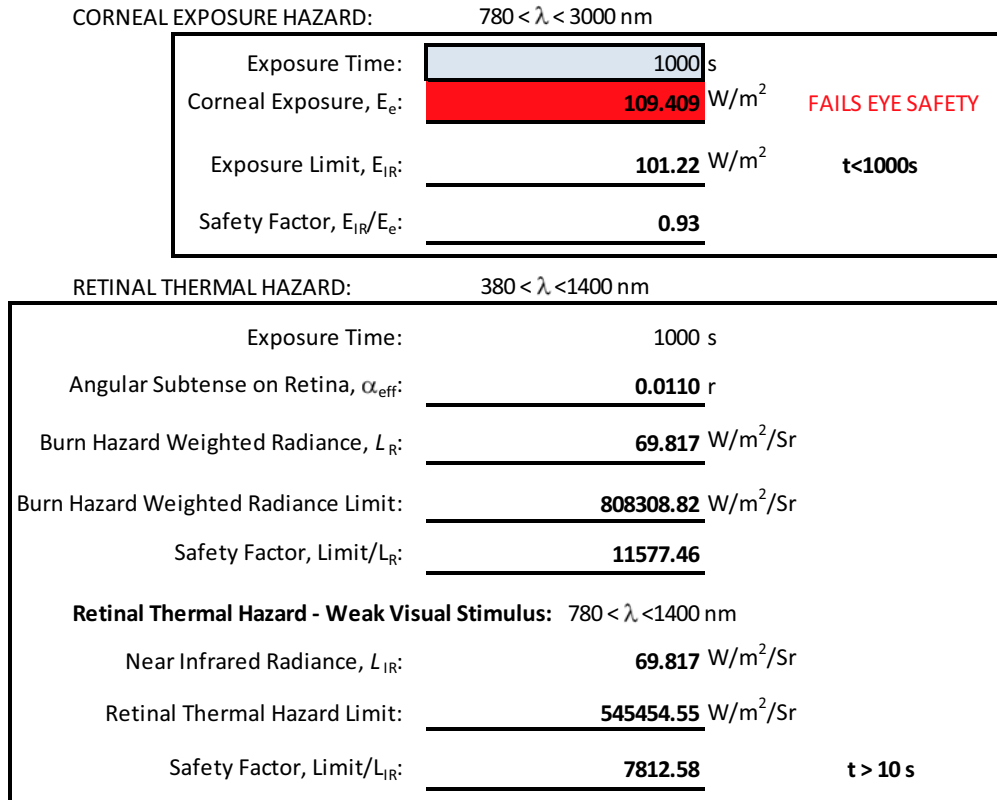 CORNEAL EXPOSURE HAZARD: 780 < λ < 3000 nm
Exposure Time: 1000 s
Corneal Exposure, Ee: 109.409 W/m² FAILS EYE SAFETY
Exposure Limit, EIR: 101.22 W/m² t<1000s
Safety Factor, EIR/Ee: 0.93
RETINAL THERMAL HAZARD: 380 < λ <1400 nm
Exposure Time: 1000 s
Angular Subtense on Retina, αeff: 0.0110 r
Burn Hazard Weighted Radiance, LR: 69.817 W/m²/Sr
Burn Hazard Weighted Radiance Limit: 808308.82 W/m²/Sr
Safety Factor, Limit/LR: 11577.46
Retinal Thermal Hazard - Weak Visual Stimulus: 780 < λ <1400 nm
Near Infrared Radiance, LIR: 69.817 W/m²/Sr
Retinal Thermal Hazard Limit: 545454.55 W/m²/Sr
Safety Factor, Limit/LIR: 7812.58 t > 10 s